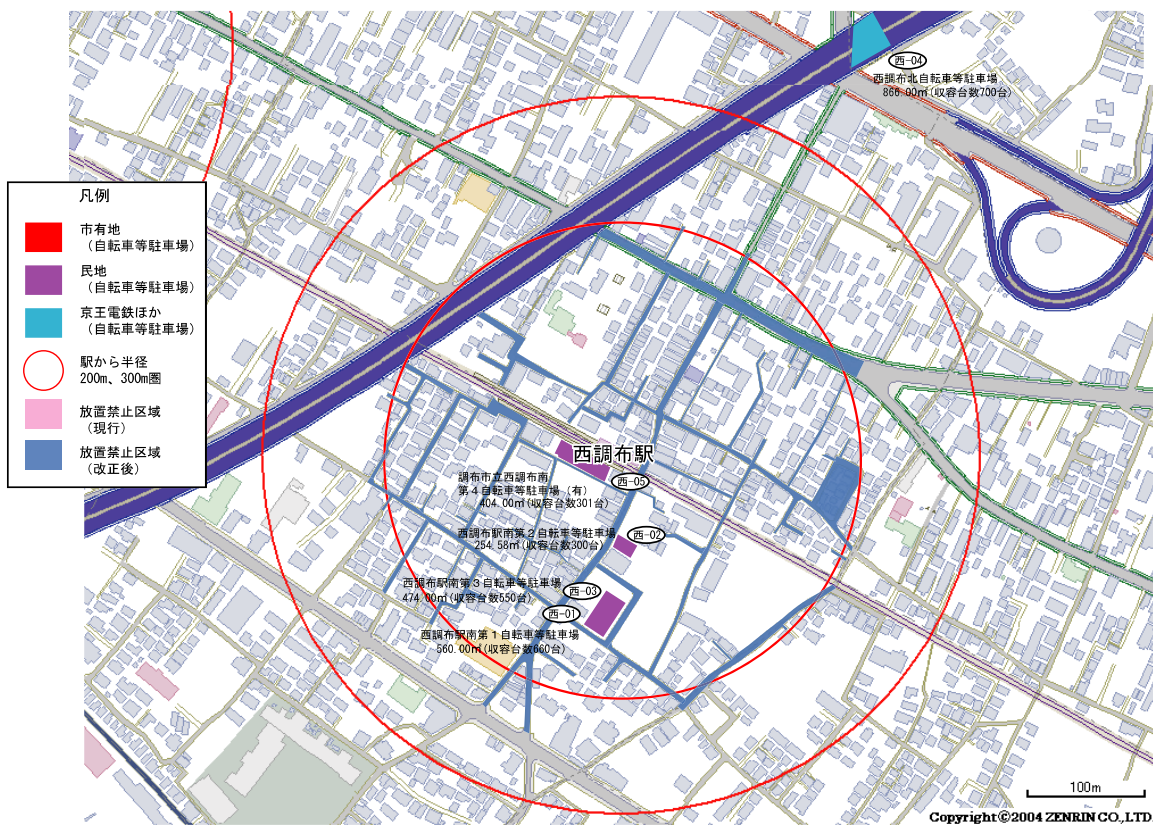 西-04
西調布北自転車等駐車場
866.00㎡(収容台数700台)
凡例
市有地
(自転車等駐車場)
民地
(自転車等駐車場)
京王電鉄ほか
(自転車等駐車場)
駅から半径
200m、300m圏
放置禁止区域
(現行)
放置禁止区域
(改正後)
西調布駅
西-05
調布市立西調布南
第4自転車等駐車場(有)
404.00㎡(収容台数301台)
西-02
西調布駅南第2自転車等駐車場
254.58㎡(収容台数300台)
西-03
西調布駅南第3自転車等駐車場
474.00㎡(収容台数550台)
西-01
西調布駅南第1自転車等駐車場
560.00㎡(収容台数660台)
100m
Copyright©2004 ZENRIN CO.,LTD.